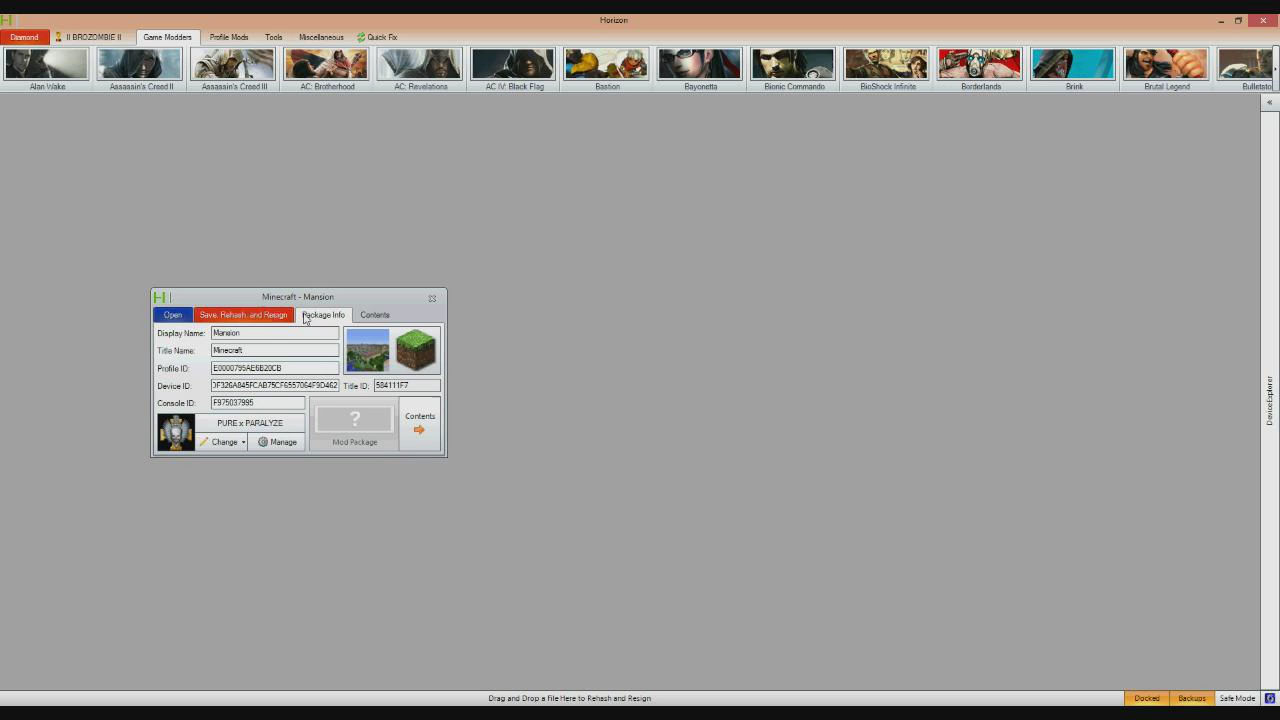 Horizon
Diamond II BROZOMBIE II Game Modders Profile Mods Tools Miscellaneous Quick Fix
Alan Wake Assassin's Creed II Assassin's Creed III AC: Brotherhood AC: Revelations AC IV: Black Flag Bastion Bayonetta Bionic Commando BioShock Infinite Borderlands Brink Brutal Legend Bulletsto
Minecraft - Mansion
Open Save, Rehash, and Resign Package Info Contents
Display Name: Mansion
Title Name: Minecraft
Profile ID: E0000795AE6B20CB
Device ID: 0F326A845FCAB75CF6557064F9D462 Title ID: 584111F7
Console ID: F975037995
PURE x PARALYZE
Change Manage
?
Mod Package
Contents
DeviceExplorer
Drag and Drop a File Here to Rehash and Resign
Docked Backups Safe Mode